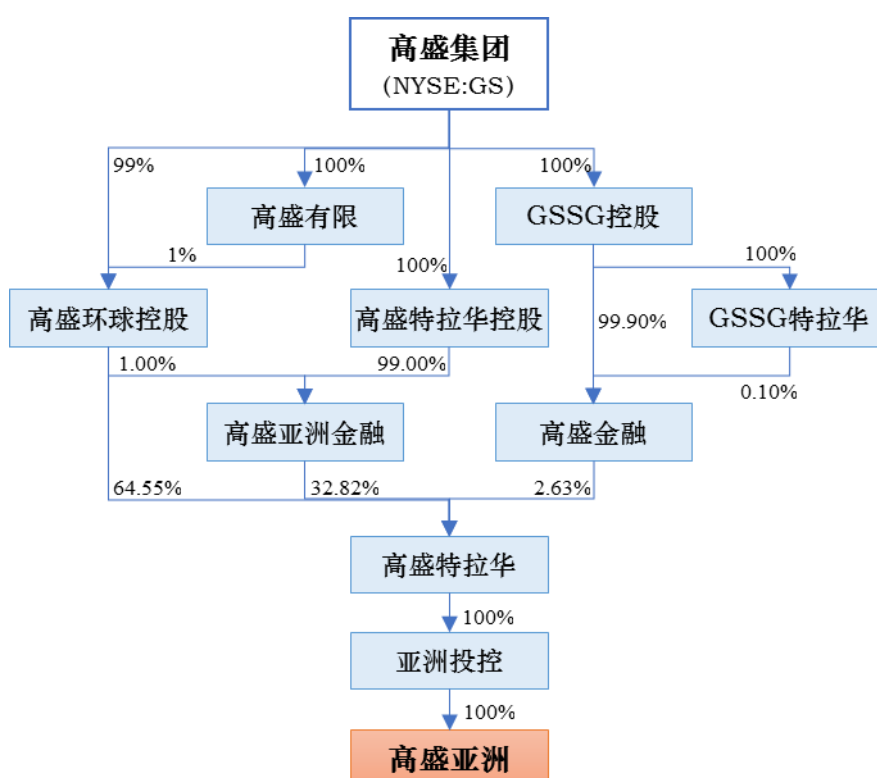 高盛集团
(NYSE:GS)
99%
100%
100%
高盛有限
GSSG控股
1%
100%
100%
高盛环球控股
高盛特拉华控股
99.90%
GSSG特拉华
1.00%
99.00%
0.10%
高盛亚洲金融
高盛金融
64.55%
32.82%
2.63%
高盛特拉华
100%
亚洲投控
100%
高盛亚洲